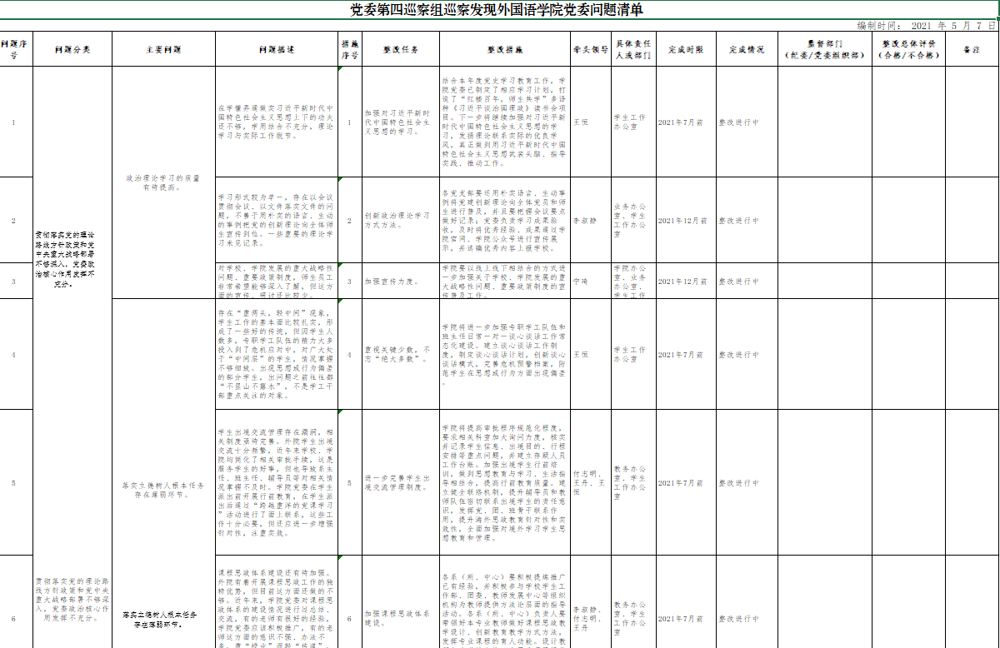 党委第四巡察组巡察发现外国语学院党委问题清单
编制时间： 2021 年 5 月 7 日
问题序号 问题分类 主要问题 问题描述 措施序号 整改任务 整改措施 牵头领导 具体责任人或部门 完成时限 完成情况 监督部门（纪委/党委组织部） 整改总体评价（合格/不合格） 备注
贯彻落实党的理论
路线方针政策和党
中央重大战略部署
不够深入，党委政
治核心作用发挥不
充分。
政治理论学习的质量
有待提高。
1
在学懂弄通做实习近平新时代中
国特色社会主义思想上下的功夫
还不够，学用结合不充分，理论
学习与实际工作脱节。
1
加强对习近平新时
代中国特色社会主
义思想的学习。
结合本年度党史学习教育工作，学
院党委已制定了相应学习计划，打
造了“红楼百年，师生共学”多语
种《习近平谈治国理政》读书会项
目。下一步将继续加强对习近平新
时代中国特色社会主义思想的学
习，发扬理论联系实际的优良学
风，真正做到用习近平新时代中国
特色社会主义思想武装头脑、指导
实践、推动工作。
王恒
学生工作
办公室
2021年7月前
整改进行中
2
学习形式较为单一，存在以会议
贯彻会议、以文件落实文件的问
题，不善于用朴实的语言、生动
的事例把党的创新理论向全体师
生宣传到位。一些重要的理论学
习未见记录。
2
创新政治理论学习
方式方法。
各党支部要运用朴实语言、生动事
例将党建创新理论向全体党员和师
生进行普及，并且要把握会议要点
做好记录；党委负责学习成果验
收，及时将优秀经验、成果通过学
院官网、学院公众号进行宣传展
示，并选编优秀内容上报学校。
李淑静
业务办公
室、学生
工作办公
室
2021年12月前
整改进行中
3
对学校、学院发展的重大战略性
问题、重要政策制度，师生员工
非常希望能够深入了解，但这方
面的宣传、研讨还比较少。
3
加强宣传力度。
学院要以线上线下相结合的方式进
一步加强关于学校、学院发展的重
大战略性问题、重要政策制度的宣
传普及工作。
宁琦
学院办公
室、业务
办公室、
学生工作
2021年12月前
整改进行中
落实立德树人根本任务
存在薄弱环节。
4
存在“重两头，轻中间”现象，
学生工作的基本面比较扎实，形
成了一些好的传统，但因学生人
数多，专职学工队伍的精力大多
投入到了危机应对中，对广大处
于“中间层”的学生，情况掌握
不够细致。出现思想或行为偏差
的部分学生，出问题之前往往都
“不显山不露水”，不是学工干
部重点关注的对象。
4
重视关键少数，不
忘“绝大多数”。
学院将进一步加强专职学工队伍和
班主任日常一对一谈心谈话工作常
态化建设。建立谈心谈话工作制
度，制定谈心谈话计划，创新谈心
谈话模式，完善危机预警档案，防
范学生在思想或行为方面出现偏差
。
王恒
学生工作
办公室
2021年7月前
整改进行中
5
学生出境交流管理存在漏洞，相
关制度亟待完善。外院学生出境
交流十分频繁，近年来学校、学
院均简化了相关审批手续，这是
服务学生的好事，但也导致系主
任、班主任、辅导员等对相关情
况掌握不及时。学院党委在学生
派出前开展行前教育，在学生派
出后通过“跨越重洋的党课学习
”活动进行了面上联系，这些工
作十分必要，但还应进一步增强
针对性，注重实效。
5
进一步完善学生出
境交流管理制度。
学院将提高审批程序规范化程度，
要求相关科室加大询问力度，核实
并记录学生信息、出境目的、行程
安排等重点问题，并建立存疑人员
工作台账。加强出境学生行前培
训，做到思想教育与学习、生活指
导相结合，提高行前教育质量。建
立健全联络机制，提升辅导员和教
师队伍密切联系出境学生的责任意
识，发挥党、团、班骨干联系作
用，提升海外思政教育针对性和实
效性，全面加强对境外学习学生思
想教育和管理。
付志明、
王丹、王
恒
教务办公
室、学生
工作办公
室
2021年7月前
整改进行中
6
贯彻落实党的理论路
线方针政策和党中央
重大战略部署不够深
入，党委政治核心作
用发挥不充分。
落实立德树人根本任务
存在薄弱环节。
课程思政体系建设还有待加强。
外院有着开展课程思政工作的独
特优势，但目前这方面还做的不
够。近年来，学院党委对课程思
政体系的建设情况进行过总结、
交流，有的老师有很好的经验，
学院党委应该积极推广，有的老
师这方面的意识不强、办法不
多，重“授业”而轻“传道”。
6
加强课程思政体系
建设。
各系（所、中心）要积极提炼推广
已有经验，并积极参与学校学生工
作部、团委、教师发展中心等组织
机构为教师提供方法论层面的指导
活动。各系（所、中心）负责人要
带领好本专业教师做好课程思政教
学设计、创新教育教学方式方法，
发挥专业课程的育人功能。设计教
李淑静、
付志明、
王丹
教务办公
室、学生
工作办公
室
2021年7月前
整改进行中